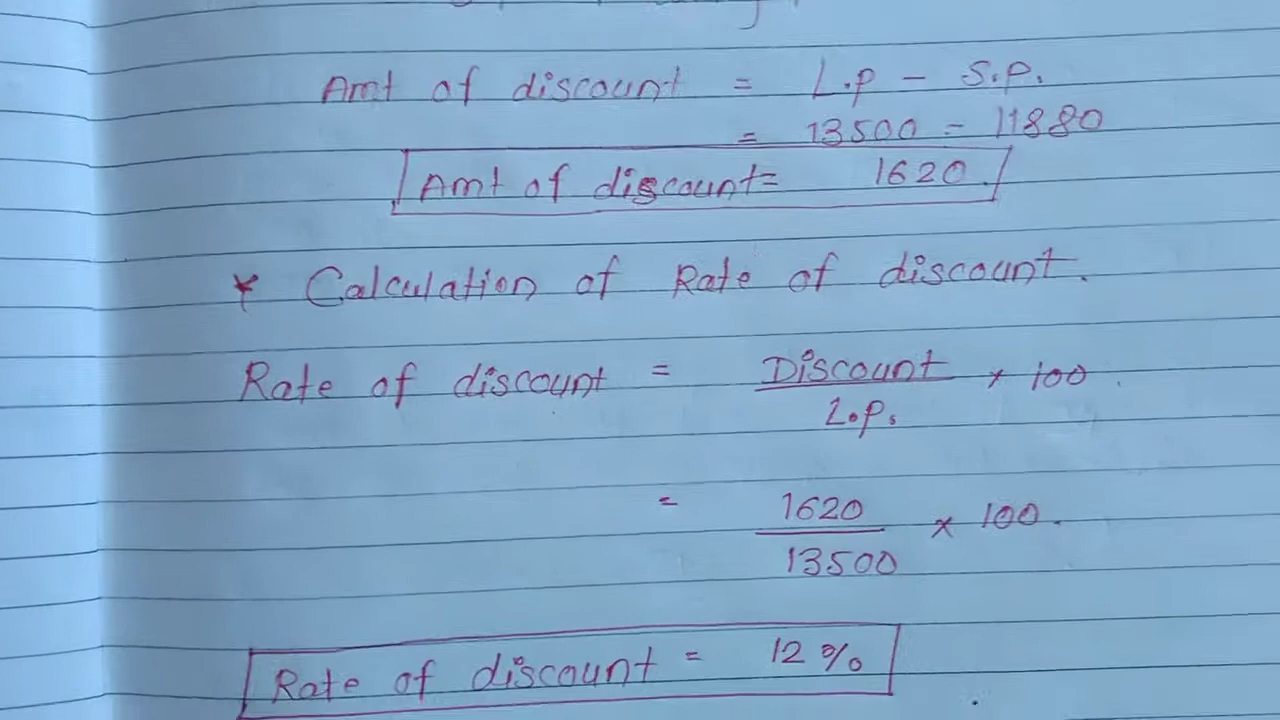 Amt of discount = L.p - S.P.
= 13500 - 11880
Amt of discount = 1620.
* Calculation of Rate of discount.
Rate of discount = Discount × 100
L.P.
= 1620 × 100.
13500
Rate of discount = 12 %